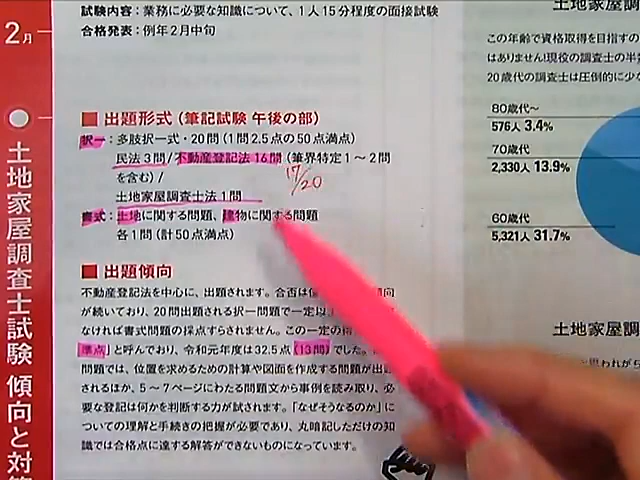 試験内容：業務に必要な知識について、1人15分程度の面接試験
合格発表：例年2月中旬
2月
土地家屋調査士試験 傾向と対策
■出題形式（筆記試験 午後の部）
択一：多肢択一式・20問（1問2.5点の50点満点）
民法3問/不動産登記法16問（筆界特定1～2問
を含む）/
17/20
土地家屋調査士法1問
書式：土地に関する問題、建物に関する問題
各1問（計50点満点）
■出題傾向
不動産登記法を中心に、出題されます。合否は
傾向
が続いており、20問出題される択一問題で一定以
なければ書式問題の採点すらされません。この一定の
準点」と呼んでおり、令和元年度は32.5点（13問）でした。
問題では、位置を求めるための計算や図面を作成する問題が出
されるほか、5～7ページにわたる問題文から事例を読み取り、必
要な登記は何かを判断する力が試されます。「なぜそうなるのか」に
ついての理解と手続きの把握が必要であり、丸暗記しただけの知
識では合格点に達する解答ができないものになっています。
土地家屋調
この年齢で資格取得を目指すの
はありません!現役の調査士の半
20歳代の調査士は圧倒的に少な
80歳代～
576人 3.4%
70歳代
2,330人 13.9%
60歳代
5,321人 31.7%
土地家屋調